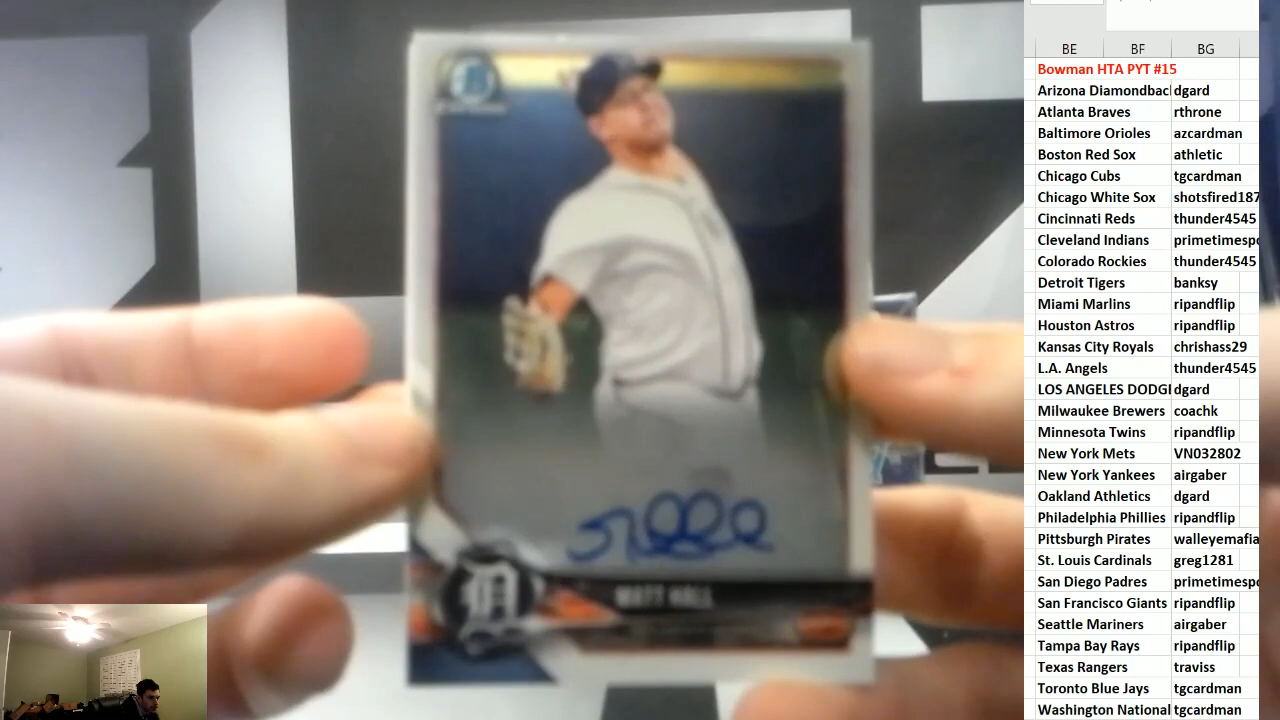 MATT HALL
BE BF BG
Bowman HTA PYT #15
Arizona Diamondbac dgard
Atlanta Braves rthrone
Baltimore Orioles azcardman
Boston Red Sox athletic
Chicago Cubs tgcardman
Chicago White Sox shotsfired187
Cincinnati Reds thunder4545
Cleveland Indians primetimesp
Colorado Rockies thunder4545
Detroit Tigers banksy
Miami Marlins ripandflip
Houston Astros ripandflip
Kansas City Royals chrishass29
L.A. Angels thunder4545
LOS ANGELES DODG dgard
Milwaukee Brewers coachk
Minnesota Twins ripandflip
New York Mets VN032802
New York Yankees airgaber
Oakland Athletics dgard
Philadelphia Phillies ripandflip
Pittsburgh Pirates walleyemafia
St. Louis Cardinals greg1281
San Diego Padres primetimesp
San Francisco Giants ripandflip
Seattle Mariners airgaber
Tampa Bay Rays ripandflip
Texas Rangers traviss
Toronto Blue Jays tgcardman
Washington National tgcardman